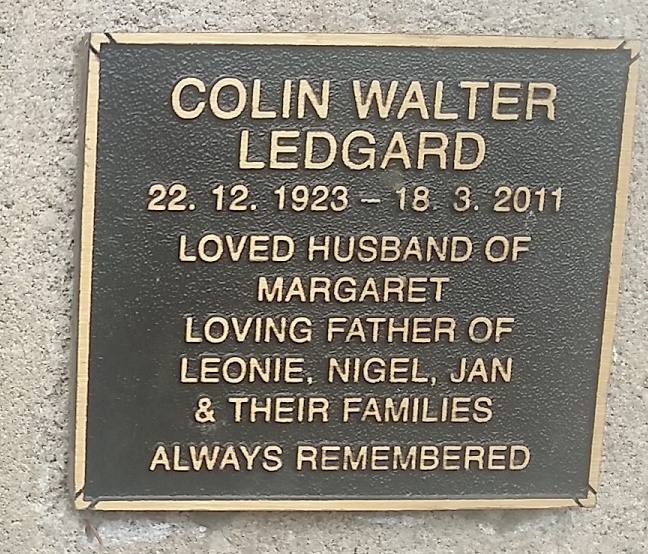 COLIN WALTER
LEDGARD
22. 12. 1923 – 18. 3. 2011
LOVED HUSBAND OF
MARGARET
LOVING FATHER OF
LEONIE, NIGEL, JAN
& THEIR FAMILIES
ALWAYS REMEMBERED